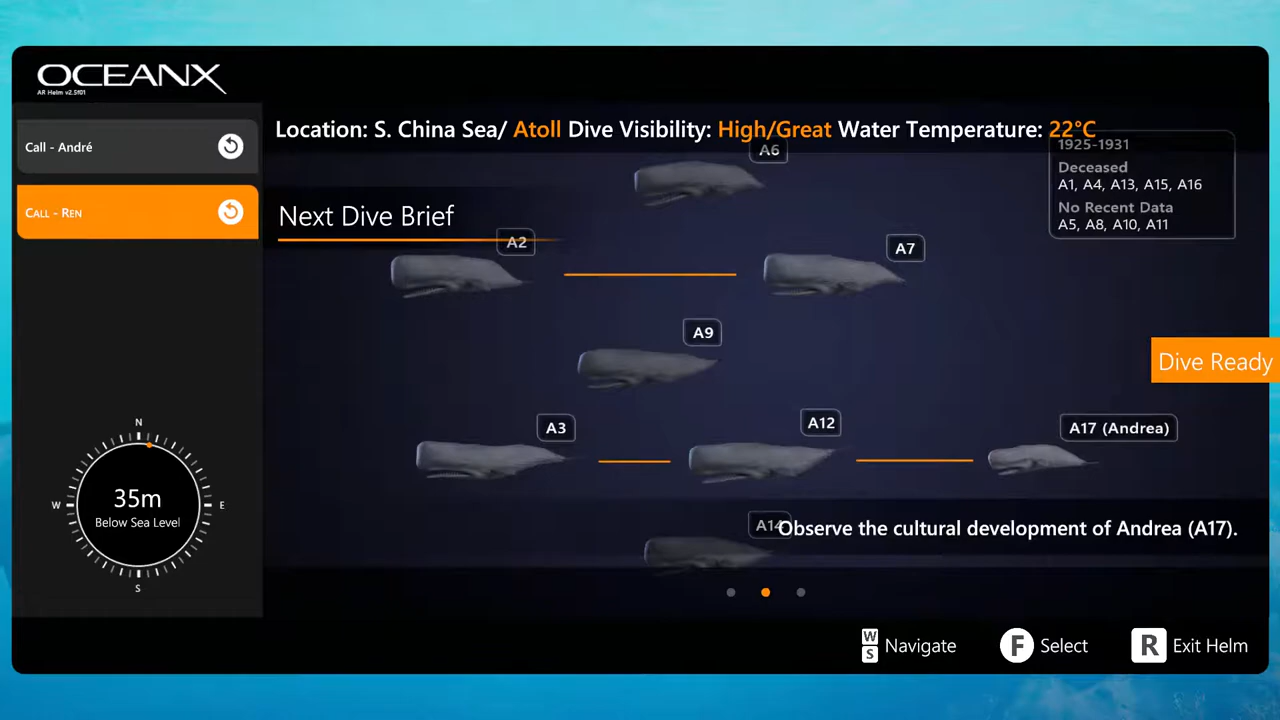 OCEANX
AR Helm v2.5f01
Call - André
CALL - REN
Location: S. China Sea/ Atoll Dive Visibility: High/Great Water Temperature: 22°C
1925-1931
Deceased
A1, A4, A13, A15, A16
No Recent Data
A5, A8, A10, A11
A6
Next Dive Brief
A2
A7
A9
Dive Ready
A3
A12
A17 (Andrea)
A14
Observe the cultural development of Andrea (A17).
N
W
E
S
35m
Below Sea Level
W
S
Navigate
F Select
R Exit Helm